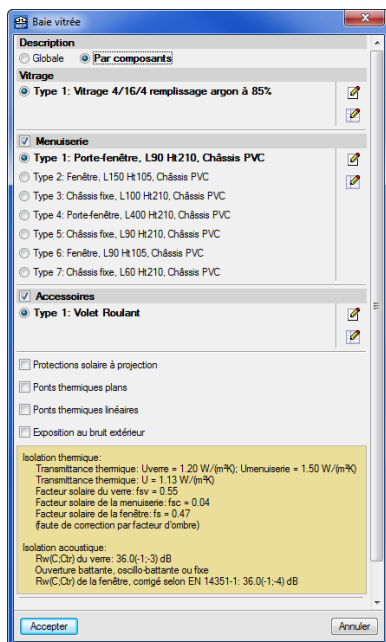 Baie vitrée
Description
Globale Par composants
Vitrage
Type 1: Vitrage 4/16/4 remplissage argon à 85%
Menuiserie
Type 1: Porte-fenêtre, L90 Ht210, Châssis PVC
Type 2: Fenêtre, L150 Ht105, Châssis PVC
Type 3: Châssis fixe, L100 Ht210, Châssis PVC
Type 4: Porte-fenêtre, L400 Ht210, Châssis PVC
Type 5: Châssis fixe, L90 Ht210, Châssis PVC
Type 6: Fenêtre, L90 Ht105, Châssis PVC
Type 7: Châssis fixe, L60 Ht210, Châssis PVC
Accessoires
Type 1: Volet Roulant
Protections solaire à projection
Ponts thermiques plans
Ponts thermiques linéaires
Exposition au bruit extérieur
Isolation thermique:
Transmittance thermique: Uverre = 1.20 W/(m²K); Umenuiserie = 1.50 W/(m²K)
Transmittance thermique: U = 1.13 W/(m²K)
Facteur solaire du verre: fsv = 0.55
Facteur solaire de la menuiserie: fsc = 0.04
Facteur solaire de la fenêtre: fs = 0.47
(faute de correction par facteur d'ombre)
Isolation acoustique:
Rw(C;Ctr) du verre: 36.0(-1;-3) dB
Ouverture battante, oscillo-battante ou fixe
Rw(C;Ctr) de la fenêtre, corrigé selon EN 14351-1: 36.0(-1;-4) dB
Accepter Annuler